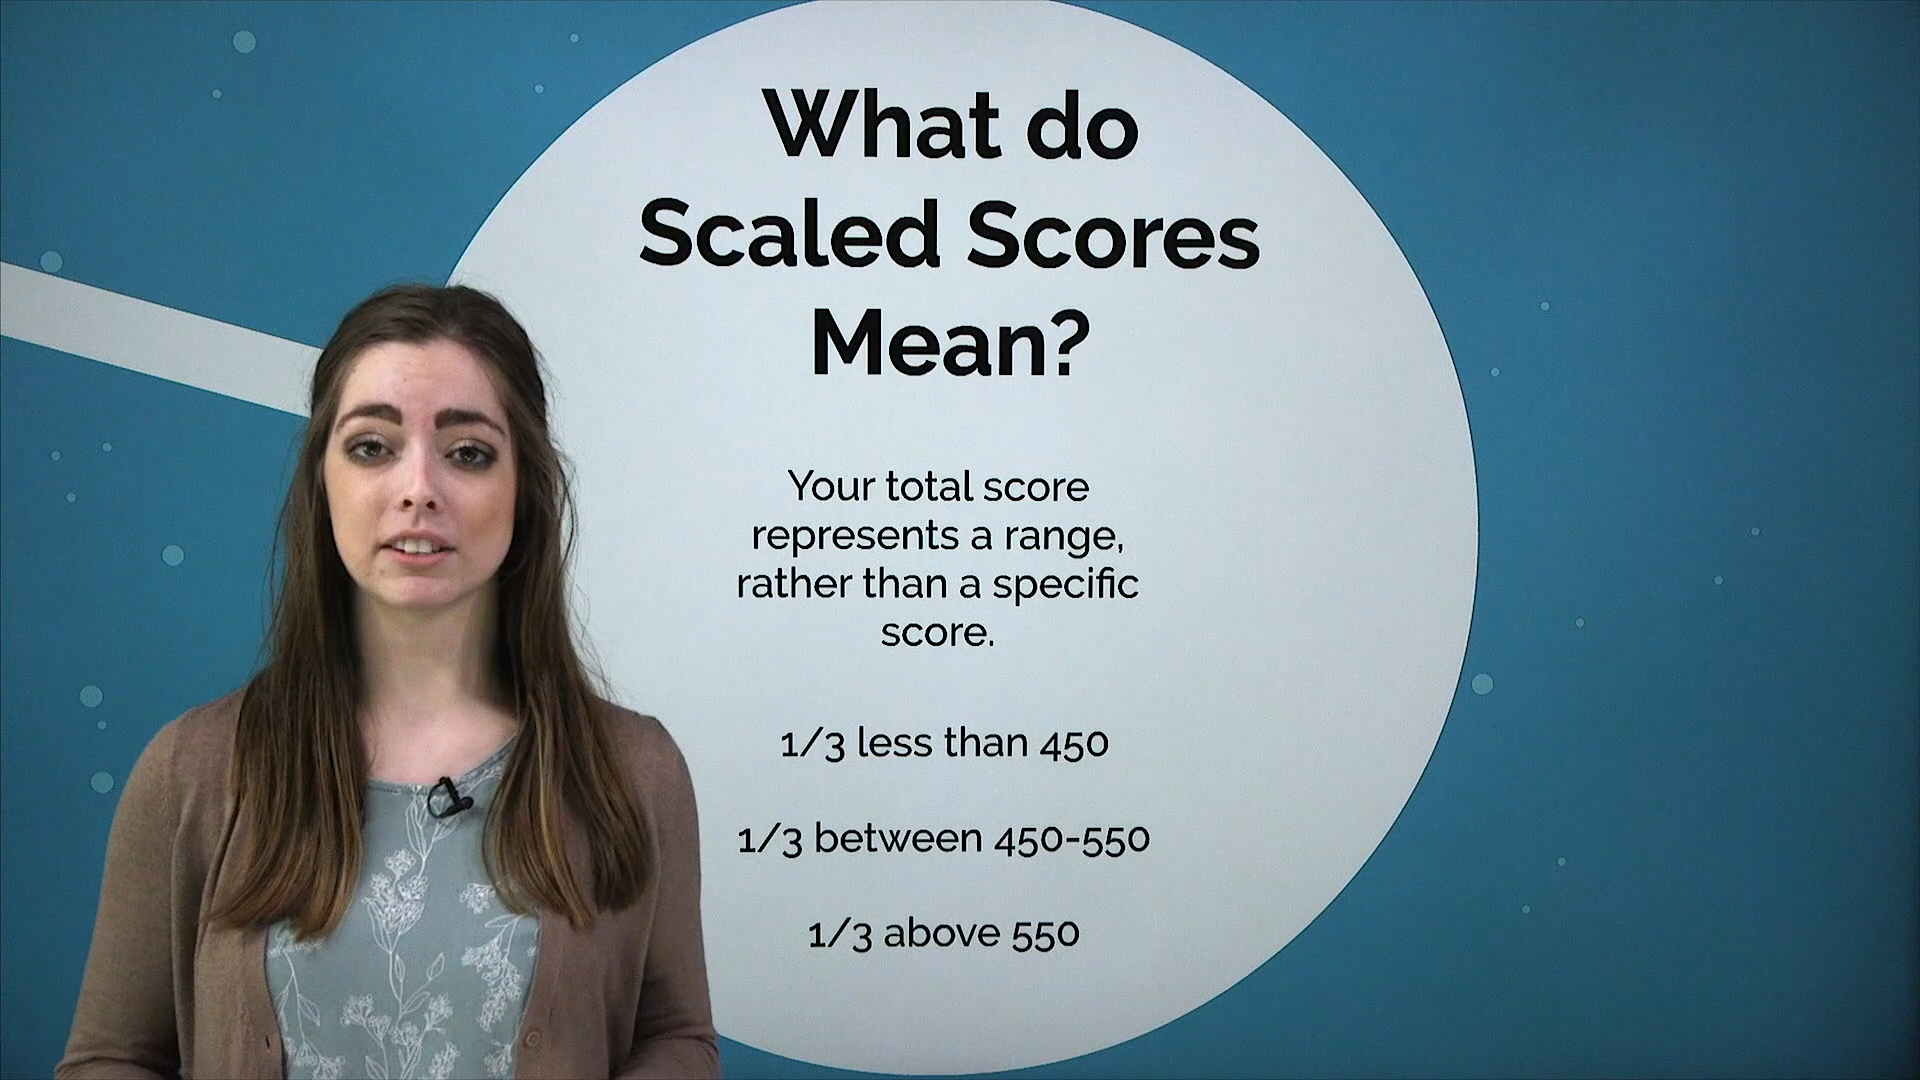 What do
Scaled Scores
Mean?
Your total score
represents a range,
rather than a specific
score.
1/3 less than 450
1/3 between 450-550
1/3 above 550